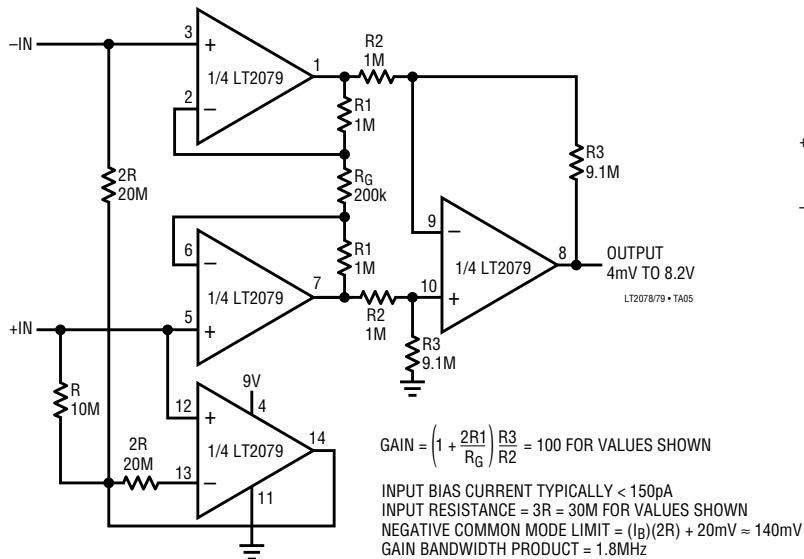 –IN
3
+
1/4 LT2079
1
2
–
R2
1M
R1
1M
2R
20M
RG
200k
R3
9.1M
6
–
1/4 LT2079
7
5
+
R1
1M
9
–
1/4 LT2079
8
10
+
OUTPUT
4mV TO 8.2V
LT2078/79 • TA05
R2
1M
R3
9.1M
+IN
R
10M
9V
4
12
+
1/4 LT2079
14
2R
20M
13
–
11
GAIN = (1 + 2R1/RG) R3/R2 = 100 FOR VALUES SHOWN
INPUT BIAS CURRENT TYPICALLY < 150pA
INPUT RESISTANCE = 3R = 30M FOR VALUES SHOWN
NEGATIVE COMMON MODE LIMIT = (IB)(2R) + 20mV ≈ 140mV
GAIN BANDWIDTH PRODUCT = 1.8MHz
+
–